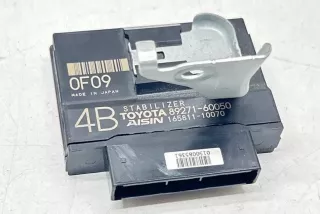 0F09
MADE IN JAPAN
4B
STABILIZER
TOYOTA 89271-60050
AISIN 165811-10070